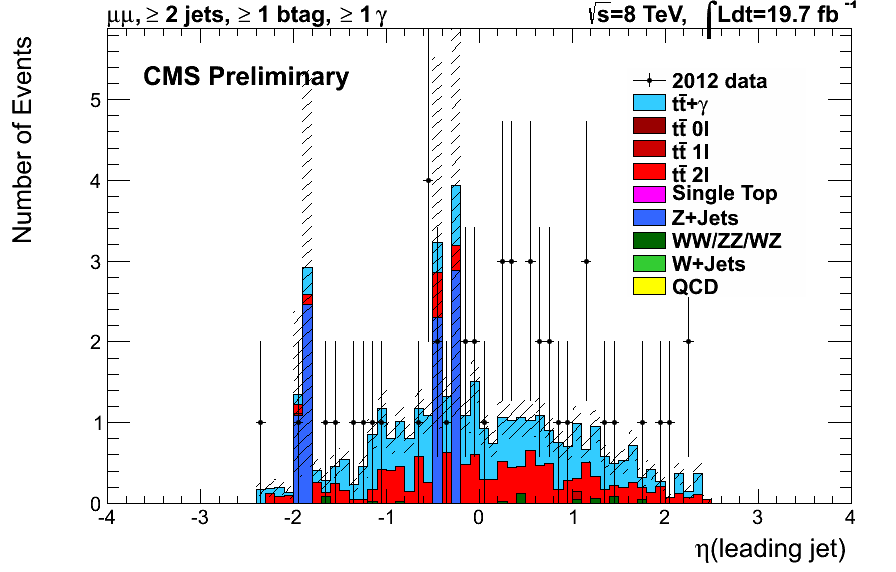 μμ, ≥ 2 jets, ≥ 1 btag, ≥ 1 γ
√s=8 TeV, ∫Ldt=19.7 fb⁻¹
CMS Preliminary
Number of Events
2012 data
tt̄+γ
tt̄ 0l
tt̄ 1l
tt̄ 2l
Single Top
Z+Jets
WW/ZZ/WZ
W+Jets
QCD
5
4
3
2
1
0
-4 -3 -2 -1 0 1 2 3 4
η(leading jet)